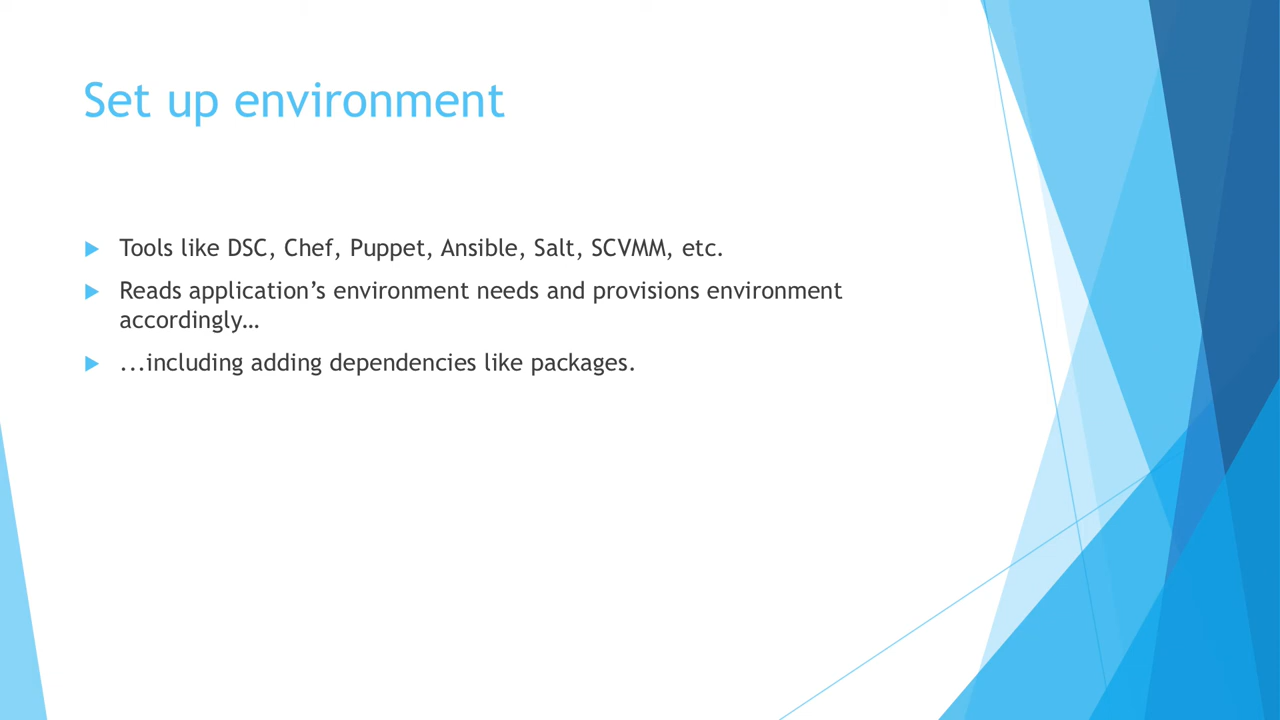 Set up environment
Tools like DSC, Chef, Puppet, Ansible, Salt, SCVMM, etc.
Reads application’s environment needs and provisions environment
accordingly…
...including adding dependencies like packages.